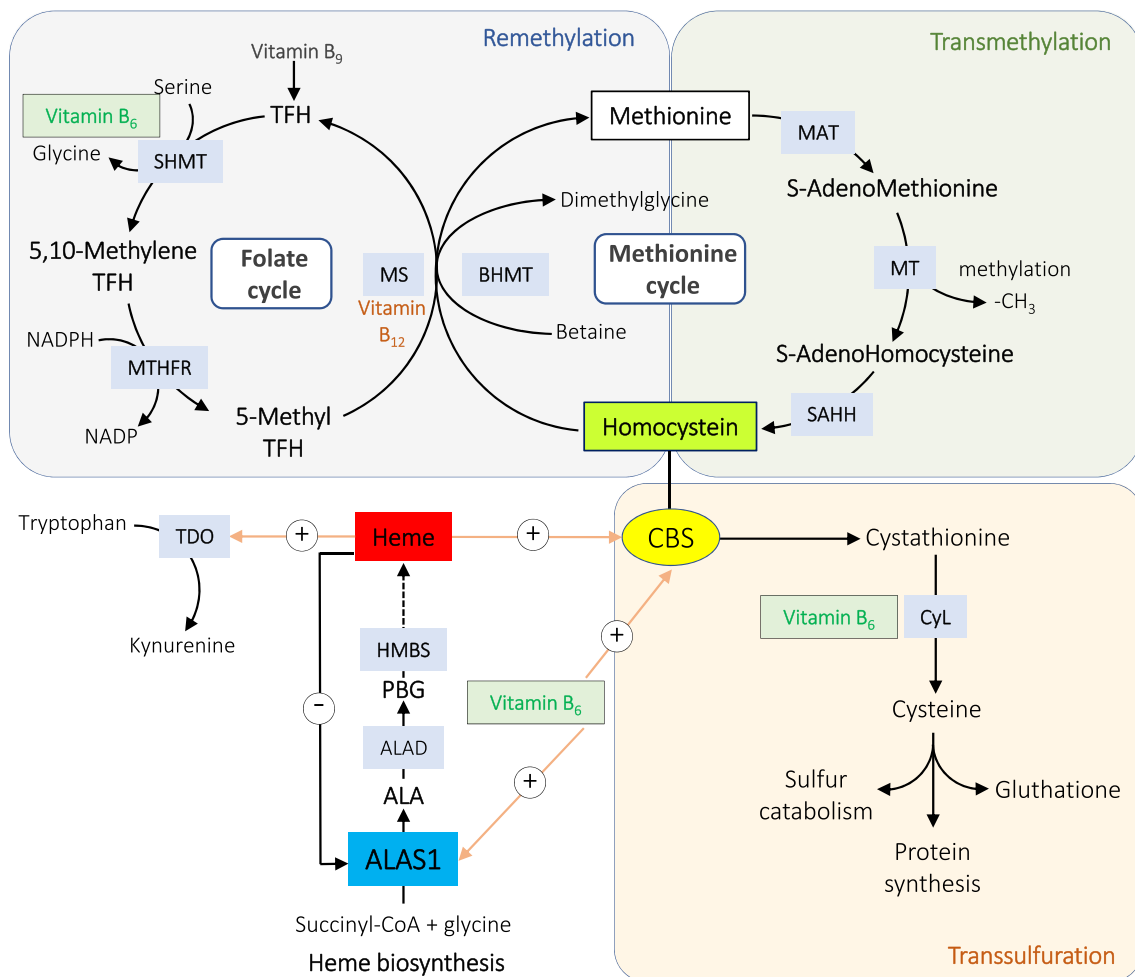 Remethylation
Transmethylation
Vitamin B₉
Serine
Vitamin B₆
TFH
Glycine
SHMT
Methionine
MAT
S-AdenoMethionine
Dimethylglycine
5,10-Methylene
TFH
Folate
cycle
MS
Vitamin
B₁₂
BHMT
Methionine
cycle
MT
methylation
-CH₃
Betaine
NADPH
MTHFR
S-AdenoHomocysteine
NADP
5-Methyl
TFH
Homocystein
SAHH
Tryptophan
TDO
+
Heme
+
CBS
Cystathionine
Kynurenine
HMBS
Vitamin B₆
CyL
+
PBG
Vitamin B₆
−
Cysteine
ALAD
+
ALA
Sulfur
catabolism
Gluthatione
ALAS1
Protein
synthesis
Succinyl-CoA + glycine
Heme biosynthesis
Transsulfuration